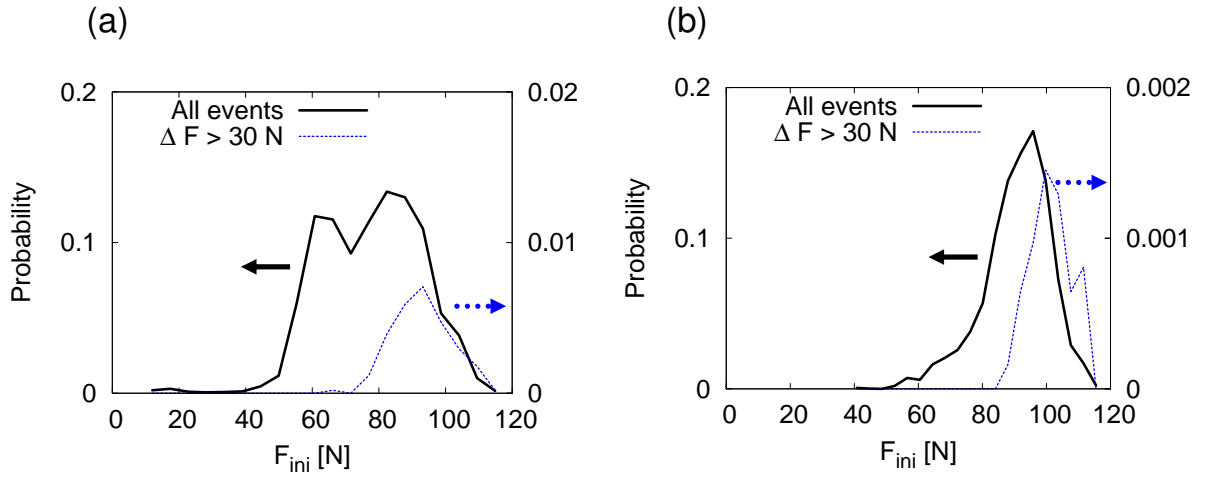 (a)
0.2
0.1
0
Probability
All events
Δ F > 30 N
0.02
0.01
0
0 20 40 60 80 100 120
F_ini [N]
(b)
0.2
0.1
0
Probability
All events
Δ F > 30 N
0.002
0.001
0
0 20 40 60 80 100 120
F_ini [N]